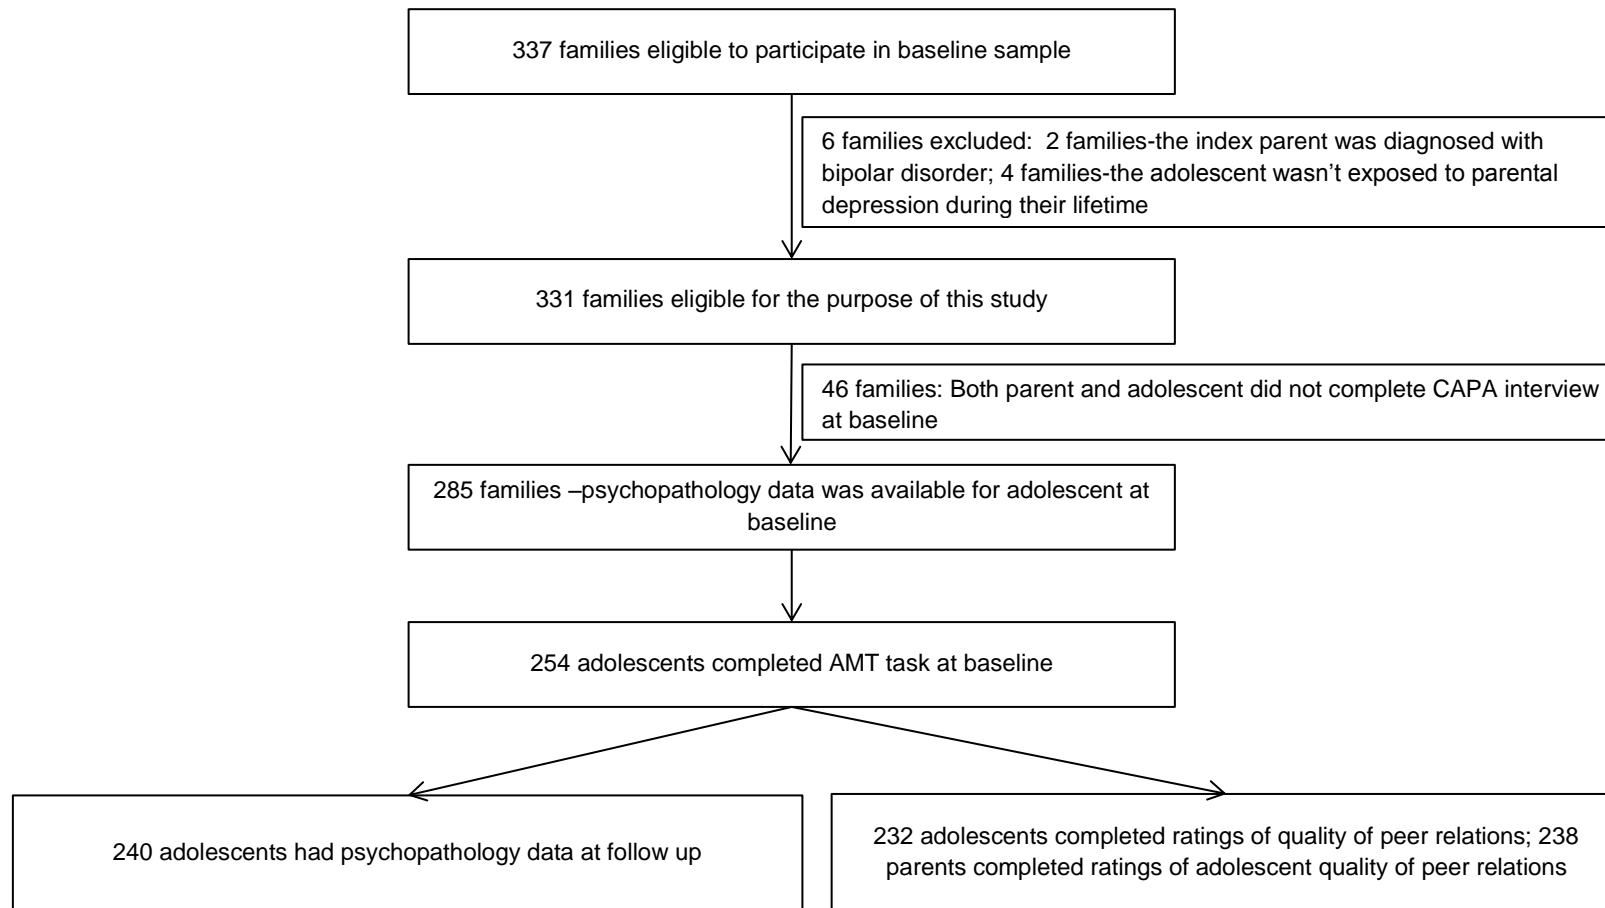 337 families eligible to participate in baseline sample
6 families excluded:  2 families-the index parent was diagnosed with
bipolar disorder; 4 families-the adolescent wasn’t exposed to parental
depression during their lifetime
331 families eligible for the purpose of this study
46 families: Both parent and adolescent did not complete CAPA interview
at baseline
285 families –psychopathology data was available for adolescent at
baseline
254 adolescents completed AMT task at baseline
240 adolescents had psychopathology data at follow up
232 adolescents completed ratings of quality of peer relations; 238
parents completed ratings of adolescent quality of peer relations